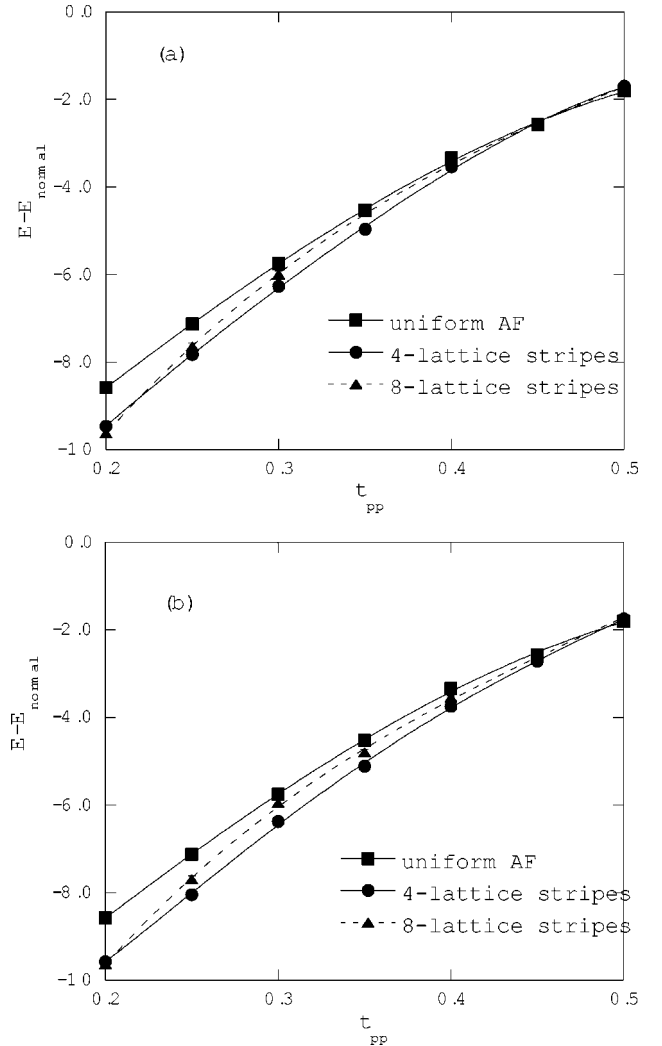 0.0
(a)
-2.0
-4.0
E-E normal
-6.0
uniform AF
4-lattice stripes
-8.0
8-lattice stripes
-10
0.2 0.3 0.4 0.5
t pp
0.0
(b)
-2.0
-4.0
E-E normal
-6.0
uniform AF
-8.0
4-lattice stripes
8-lattice stripes
-10
0.2 0.3 0.4 0.5
t pp